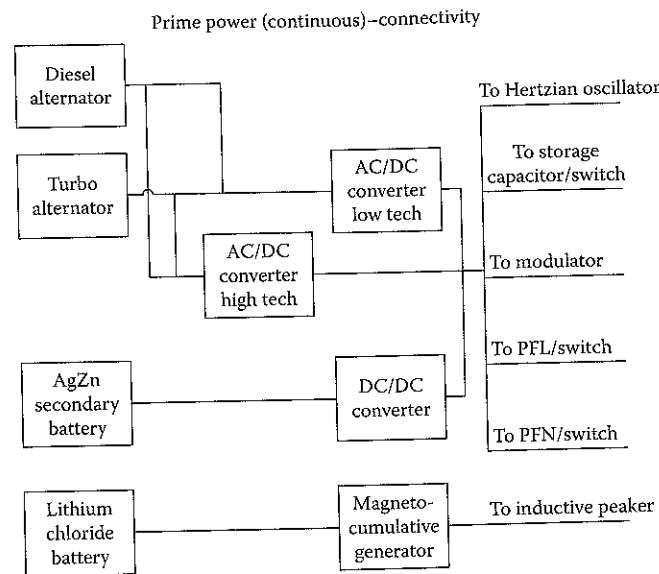 Prime power (continuous)–connectivity
Diesel
alternator
To Hertzian oscillator
Turbo
alternator
AC/DC
converter
low tech
To storage
capacitor/switch
AC/DC
converter
high tech
To modulator
To PFL/switch
AgZn
secondary
battery
DC/DC
converter
To PFN/switch
Lithium
chloride
battery
Magneto-
cumulative
generator
To inductive peaker